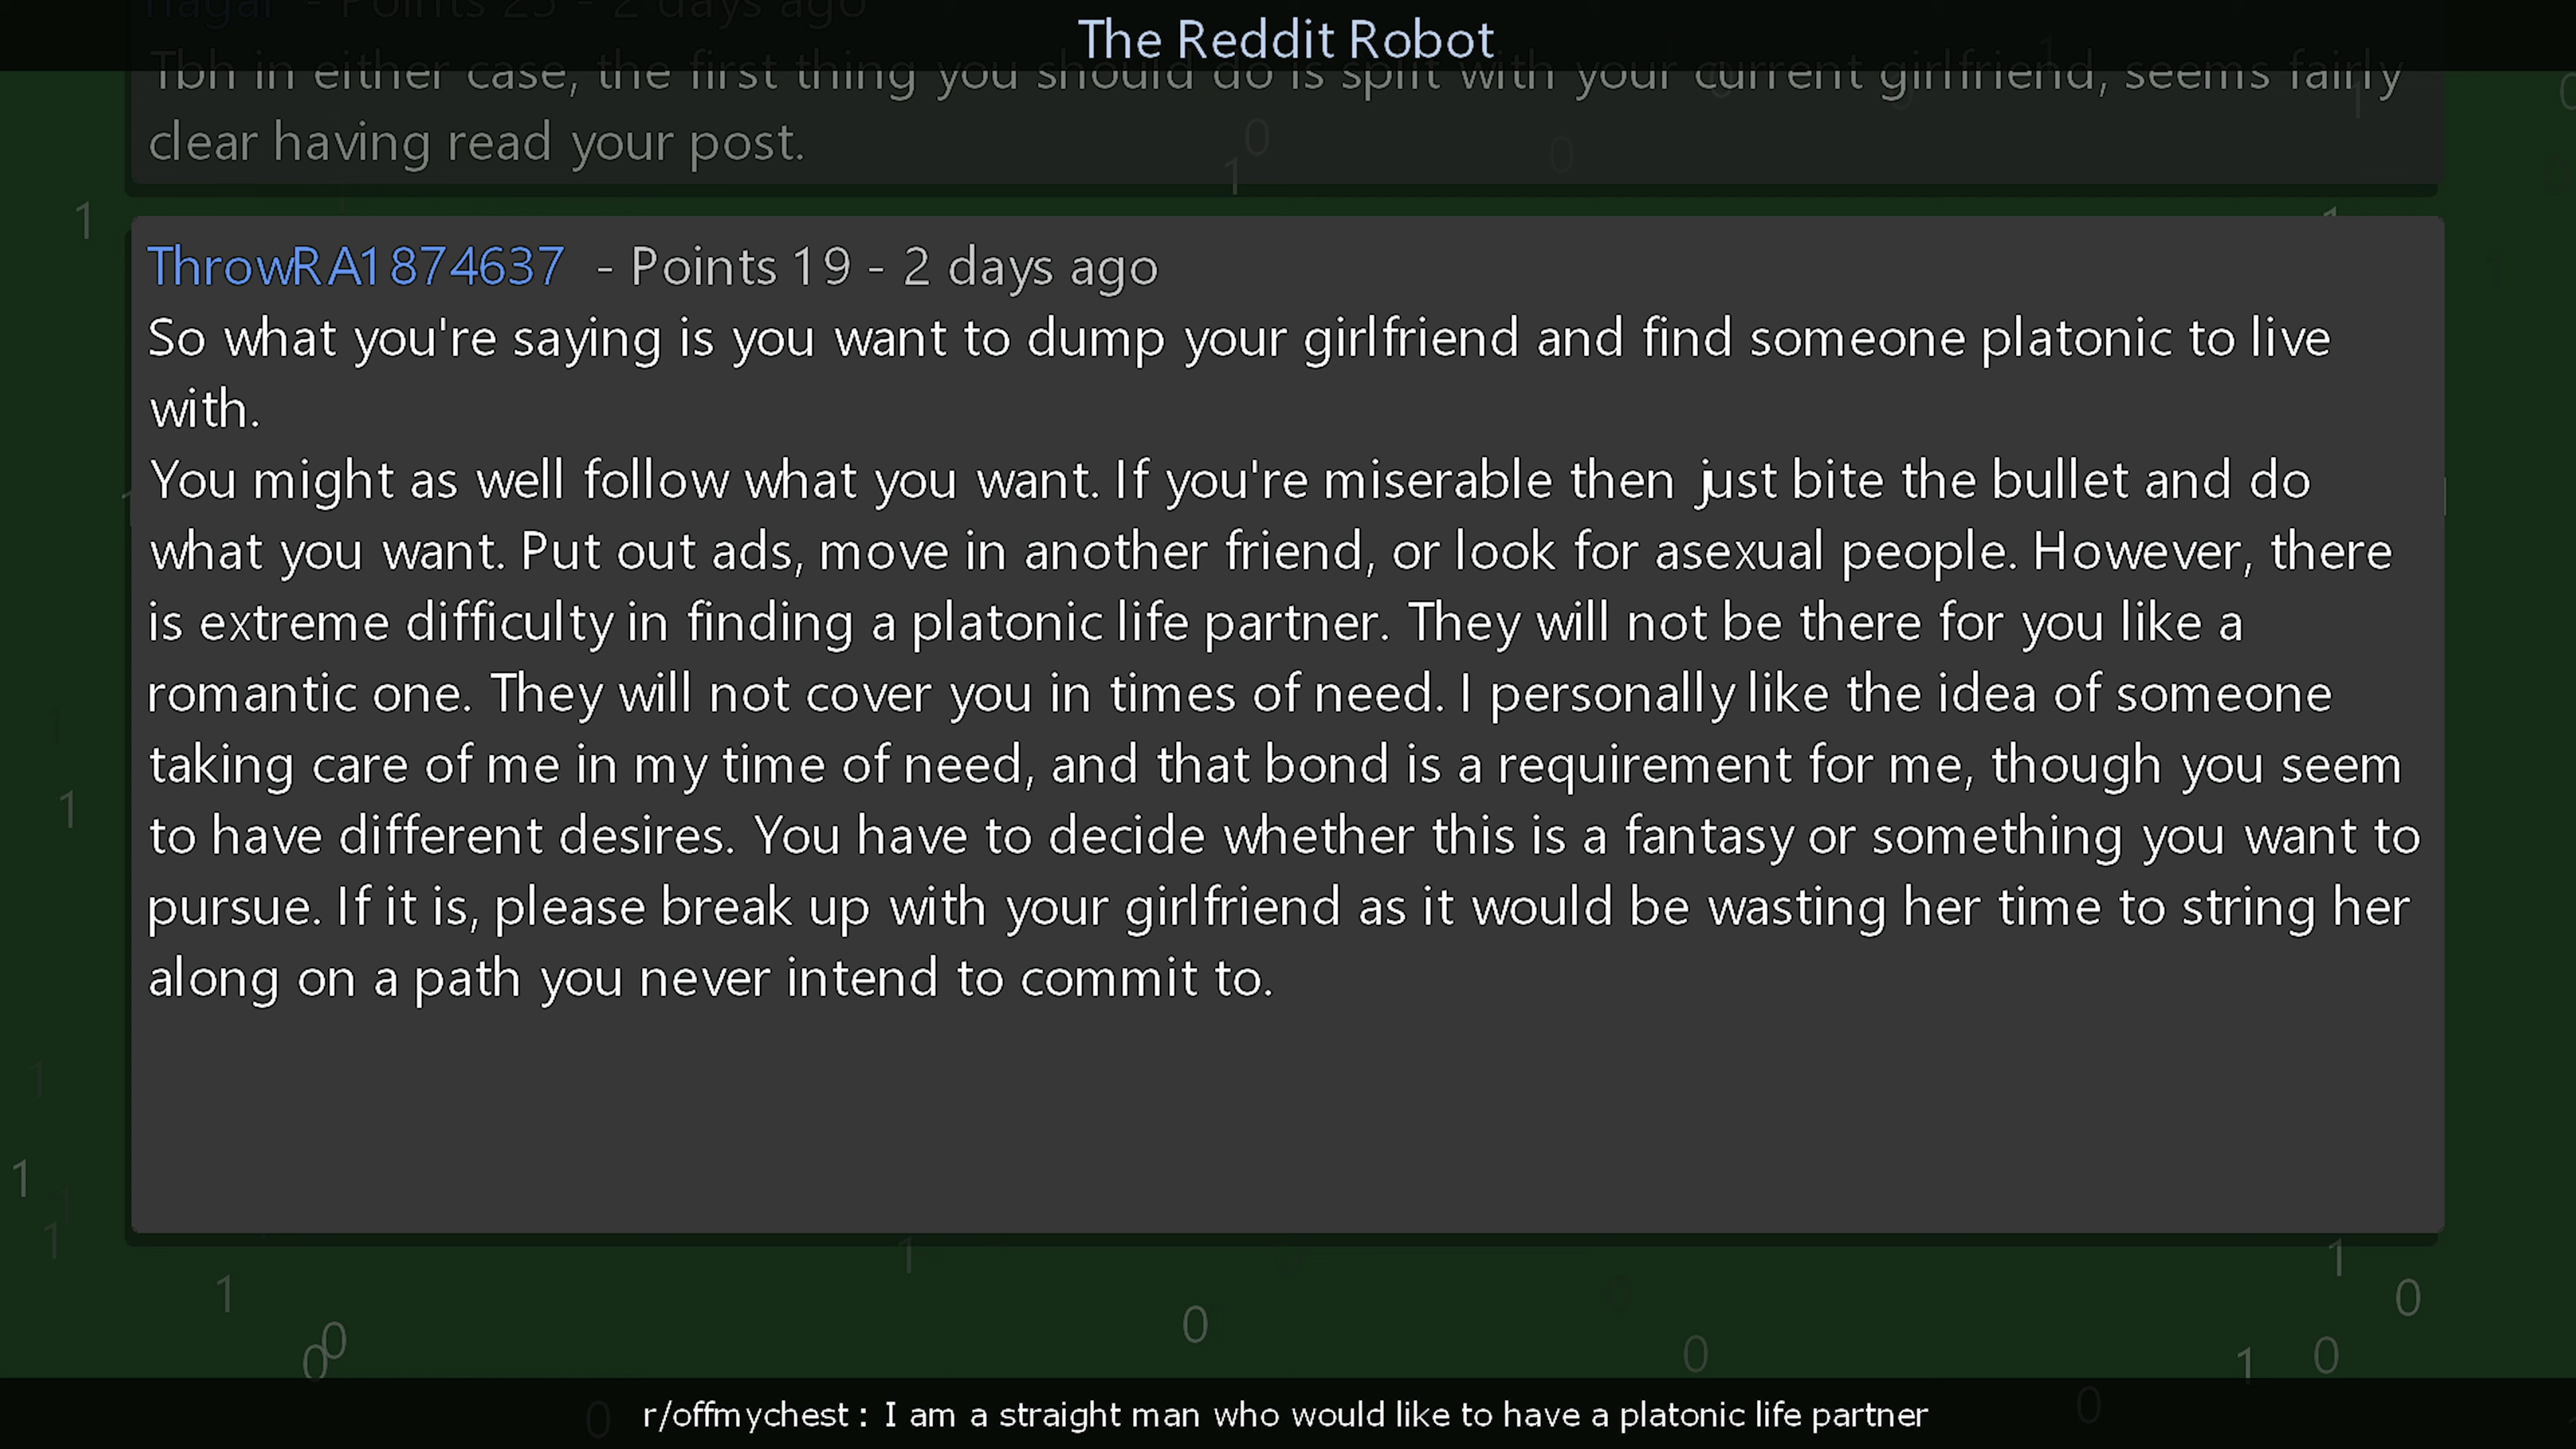 The Reddit Robot
nagar - Points 25 - 2 days ago
Tbh in either case, the first thing you should do is split with your current girlfriend, seems fairly
clear having read your post.
ThrowRA1874637 - Points 19 - 2 days ago
So what you're saying is you want to dump your girlfriend and find someone platonic to live
with.
You might as well follow what you want. If you're miserable then just bite the bullet and do
what you want. Put out ads, move in another friend, or look for asexual people. However, there
is extreme difficulty in finding a platonic life partner. They will not be there for you like a
romantic one. They will not cover you in times of need. I personally like the idea of someone
taking care of me in my time of need, and that bond is a requirement for me, though you seem
to have different desires. You have to decide whether this is a fantasy or something you want to
pursue. If it is, please break up with your girlfriend as it would be wasting her time to string her
along on a path you never intend to commit to.
r/offmychest : I am a straight man who would like to have a platonic life partner